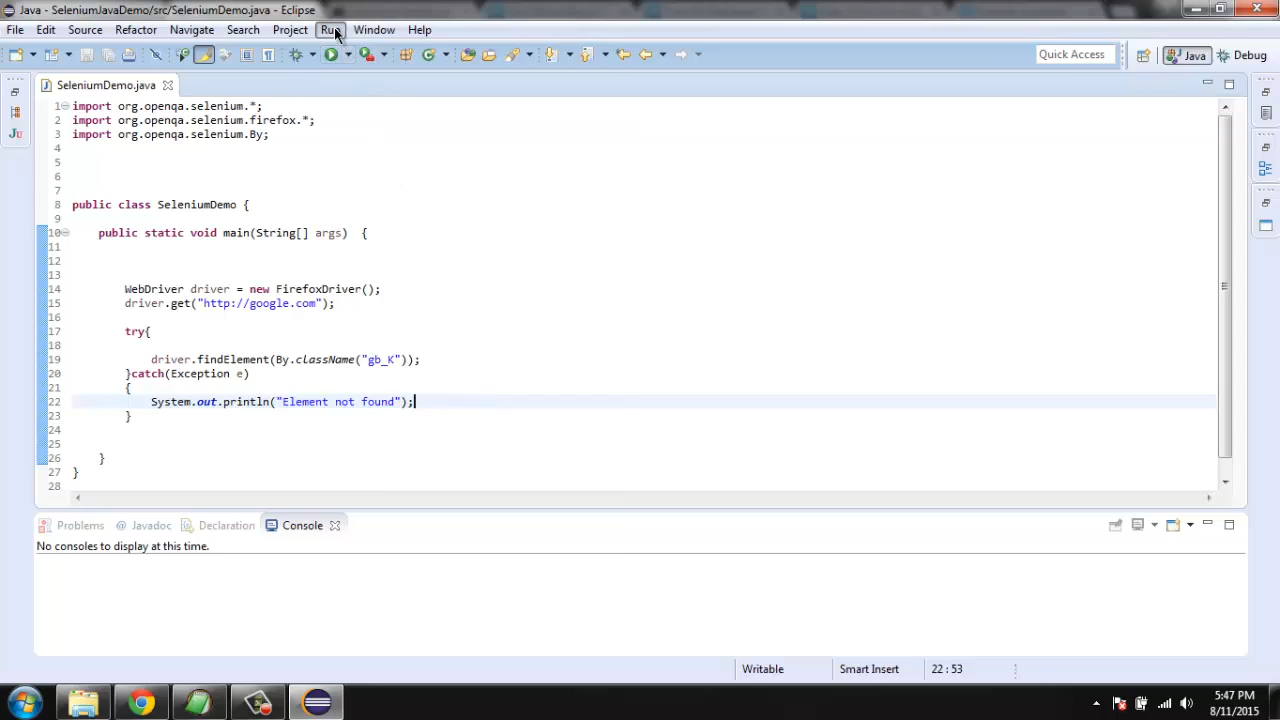 Java - SeleniumJavaDemo/src/SeleniumDemo.java - Eclipse
File Edit Source Refactor Navigate Search Project Run Window Help
Quick Access Java Debug
SeleniumDemo.java
1 import org.openqa.selenium.*;
2 import org.openqa.selenium.firefox.*;
3 import org.openqa.selenium.By;
4
5
6
7
8 public class SeleniumDemo {
9
10 public static void main(String[] args) {
11
12
13
14 WebDriver driver = new FirefoxDriver();
15 driver.get("http://google.com");
16
17 try{
18
19 driver.findElement(By.className("gb_K"));
20 }catch(Exception e)
21 {
22 System.out.println("Element not found");
23 }
24
25
26 }
27 }
28
Problems @ Javadoc Declaration Console
No consoles to display at this time.
Writable Smart Insert 22 : 53
5:47 PM
8/11/2015